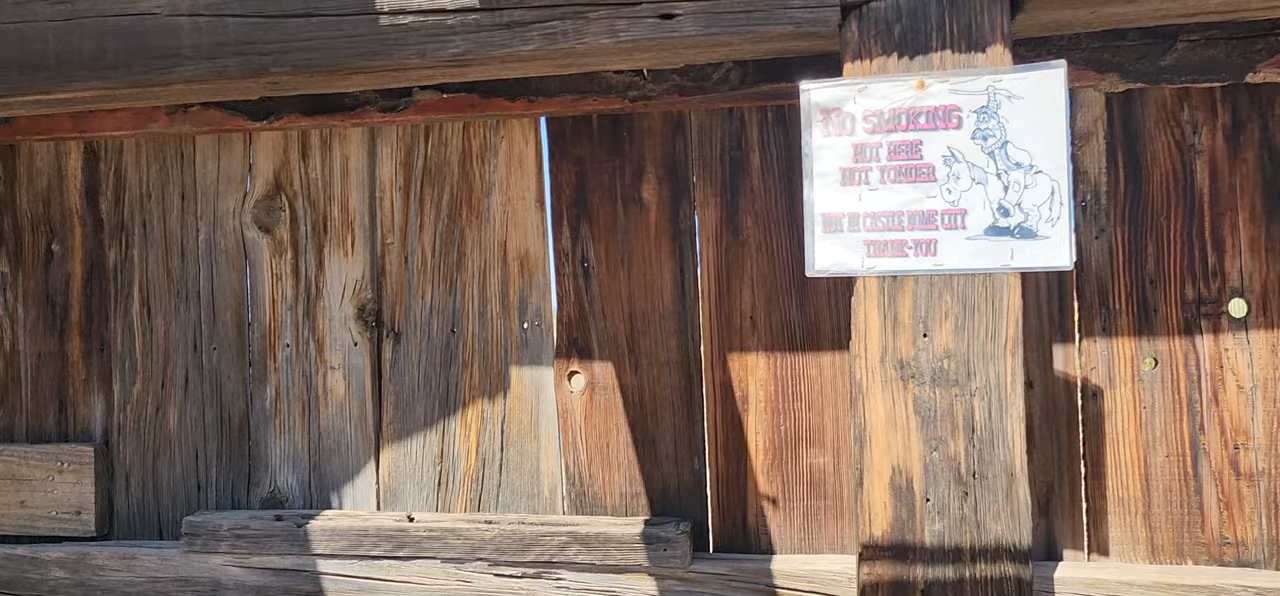 NO SMOKING
NOT HERE
NOT YONDER
NOT IN CASTLE DOME CITY
THANK-YOU